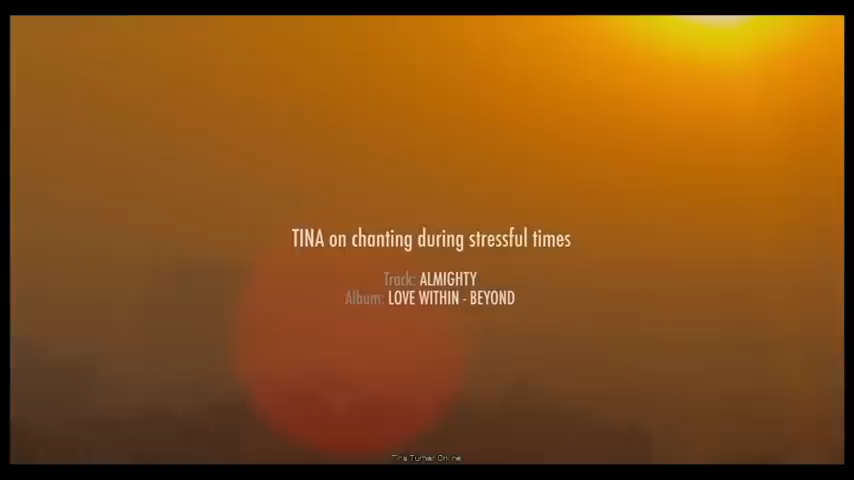 TINA on chanting during stressful times
Track: ALMIGHTY
Album: LOVE WITHIN - BEYOND
Tina Turner Online